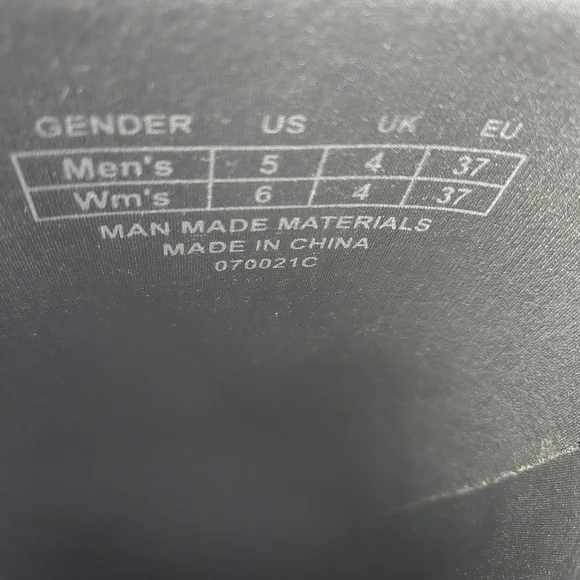 GENDER US UK EU
Men's 5 4 37
Wm's 6 4 37
MAN MADE MATERIALS
MADE IN CHINA
070021C